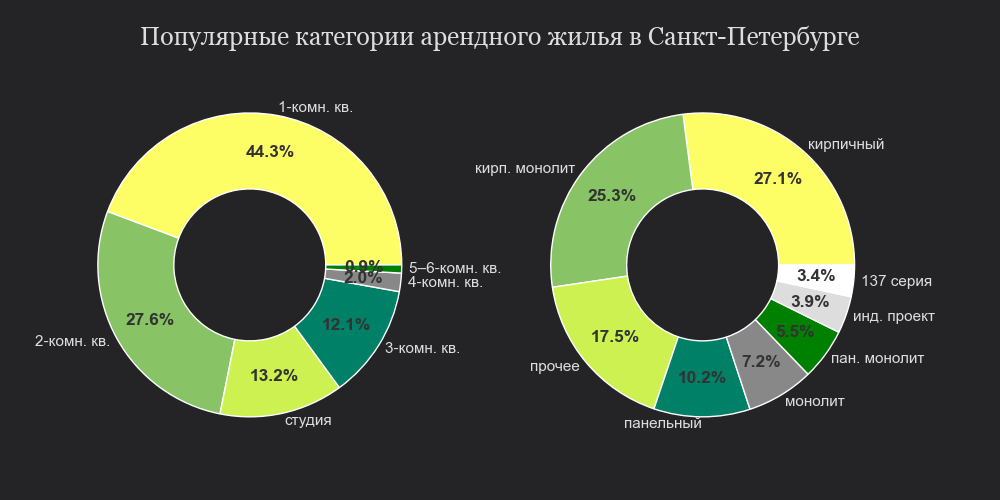 Популярные категории арендного жилья в Санкт-Петербурге
1-комн. кв.
44.3%
2-комн. кв.
27.6%
студия
13.2%
3-комн. кв.
12.1%
4-комн. кв.
2.0%
5–6-комн. кв.
0.9%
кирпичный
27.1%
кирп. монолит
25.3%
прочее
17.5%
панельный
10.2%
монолит
7.2%
пан. монолит
5.5%
инд. проект
3.9%
137 серия
3.4%